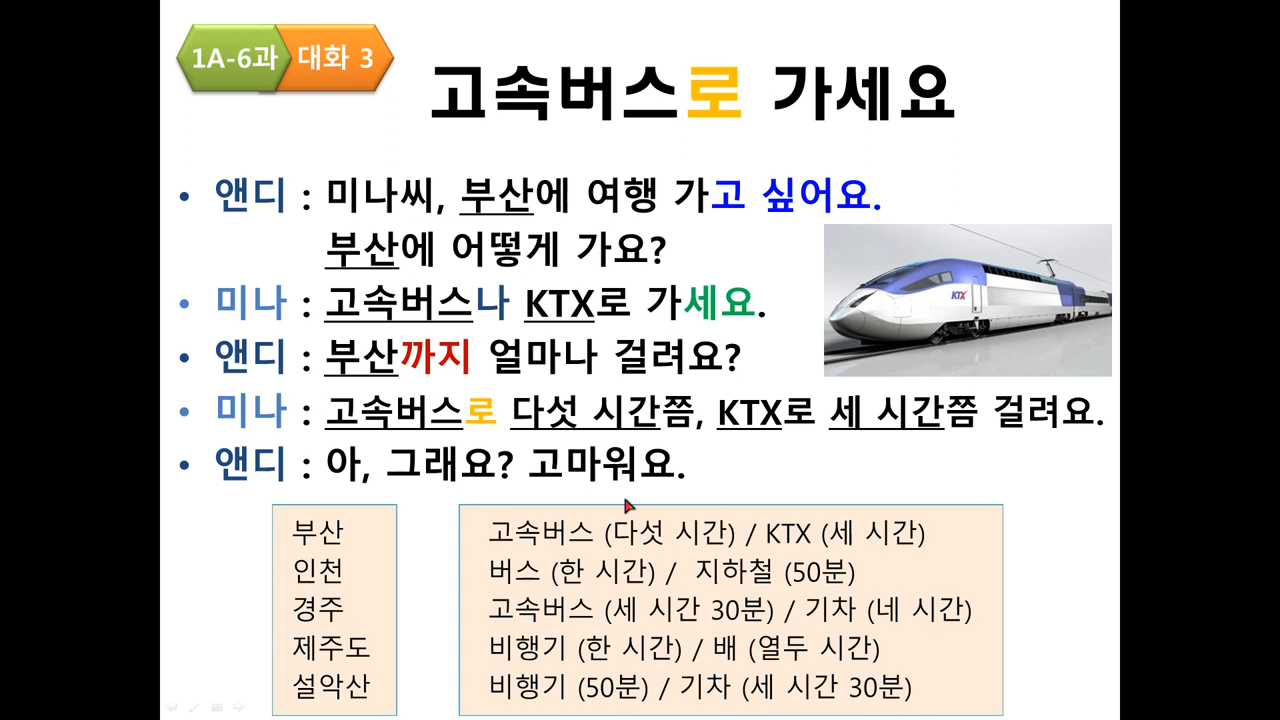 1A-6과 대화 3
고속버스로 가세요
• 앤디 : 미나씨, 부산에 여행 가고 싶어요.
부산에 어떻게 가요?
• 미나 : 고속버스나 KTX로 가세요.
KTX
• 앤디 : 부산까지 얼마나 걸려요?
• 미나 : 고속버스로 다섯 시간쯤, KTX로 세 시간쯤 걸려요.
• 앤디 : 아, 그래요? 고마워요.
부산 고속버스 (다섯 시간) / KTX (세 시간)
인천 버스 (한 시간) / 지하철 (50분)
경주 고속버스 (세 시간 30분) / 기차 (네 시간)
제주도 비행기 (한 시간) / 배 (열두 시간)
설악산 비행기 (50분) / 기차 (세 시간 30분)